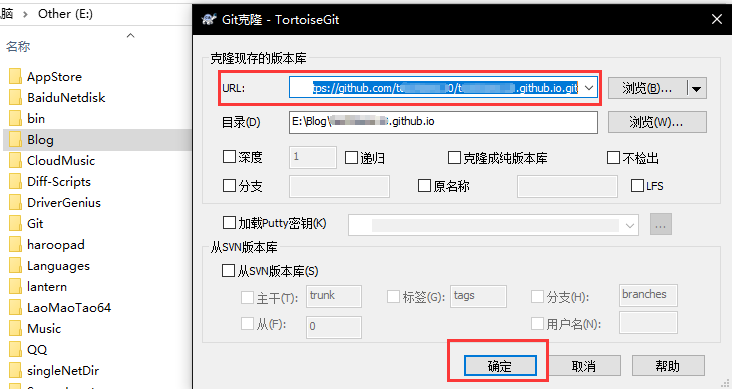 脑 › Other (E:)
名称
AppStore
BaiduNetdisk
bin
Blog
CloudMusic
Diff-Scripts
DriverGenius
Git
haroopad
Languages
lantern
LaoMaoTao64
Music
QQ
singleNetDir
Git克隆 - TortoiseGit
克隆现存的版本库
URL: tps://github.com/ta 0/t .github.io.git
浏览(B)...
目录(D) E:\Blog\ .github.io
浏览(W)...
深度 1 递归 克隆成纯版本库 不检出
分支 原名称 LFS
加载Putty密钥(K) ...
从SVN版本库
从SVN版本库(S)
主干(T): trunk 标签(G): tags 分支(H): branches
从(F): 0 用户名(N):
确定 取消 帮助